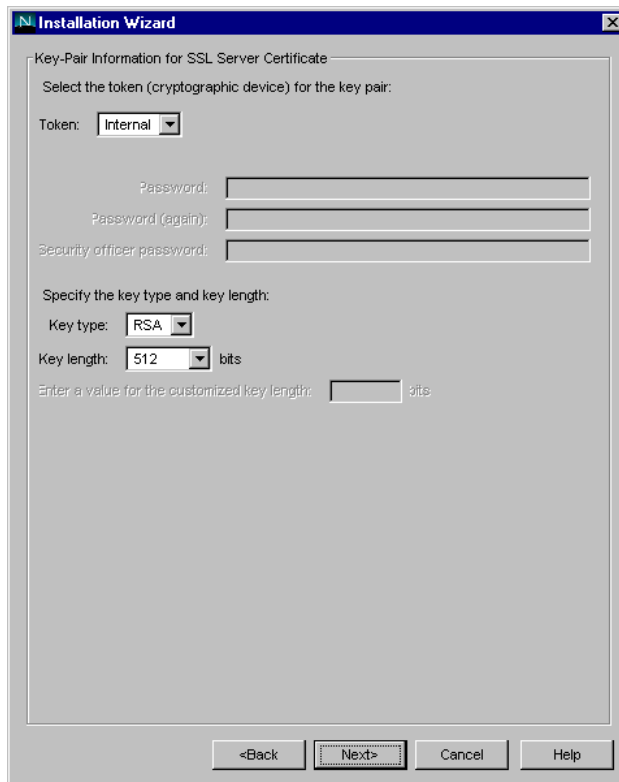 Installation Wizard
Key-Pair Information for SSL Server Certificate
Select the token (cryptographic device) for the key pair:
Token: Internal
Password:
Password (again):
Security officer password:
Specify the key type and key length:
Key type: RSA
Key length: 512 bits
Enter a value for the customized key length: bits
<Back Next> Cancel Help